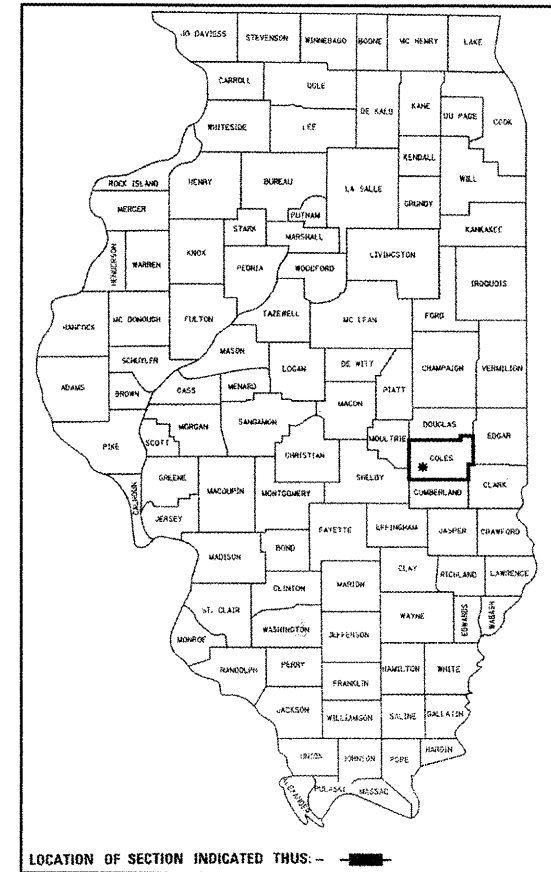 JO DAVIESS STEVENSON WINNEBAGO BOONE MC HENRY LAKE
CARROLL OGLE DE KALB KANE DU PAGE COOK
WHITESIDE LEE
KENDALL WILL
ROCK ISLAND HENRY BUREAU LA SALLE GRUNDY
MERCER PUTNAM KANKAKEE
STARK MARSHALL
HENDERSON WARREN KNOX PEORIA WOODFORD LIVINGSTON IROQUOIS
FORD
HANCOCK MC DONOUGH FULTON TAZEWELL MC LEAN
MASON
SCHUYLER LOGAN DE WITT CHAMPAIGN VERMILION
ADAMS BROWN CASS MENARD MACON PIATT
MORGAN SANGAMON DOUGLAS
PIKE SCOTT CHRISTIAN MOULTRIE COLES EDGAR
CALHOUN GREENE MACOUPIN MONTGOMERY SHELBY CUMBERLAND CLARK
JERSEY
FAYETTE EFFINGHAM JASPER CRAWFORD
MADISON BOND
CLAY RICHLAND LAWRENCE
CLINTON MARION
ST. CLAIR WAYNE EDWARDS WABASH
WASHINGTON JEFFERSON
MONROE
RANDOLPH PERRY HAMILTON WHITE
FRANKLIN
JACKSON WILLIAMSON SALINE GALLATIN
UNION JOHNSON POPE HARDIN
ALEXANDER PULASKI MASSAC
LOCATION OF SECTION INDICATED THUS: -